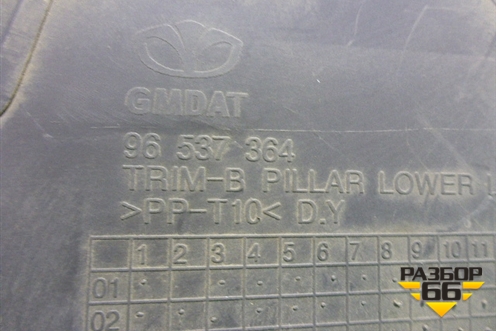 GMDAT
96 537 364
TRIM-B PILLAR LOWER
>PP-T10< D.Y
1 2 3 4 5 6 7 8 9 10 11
01
02
РАЗБОР
66